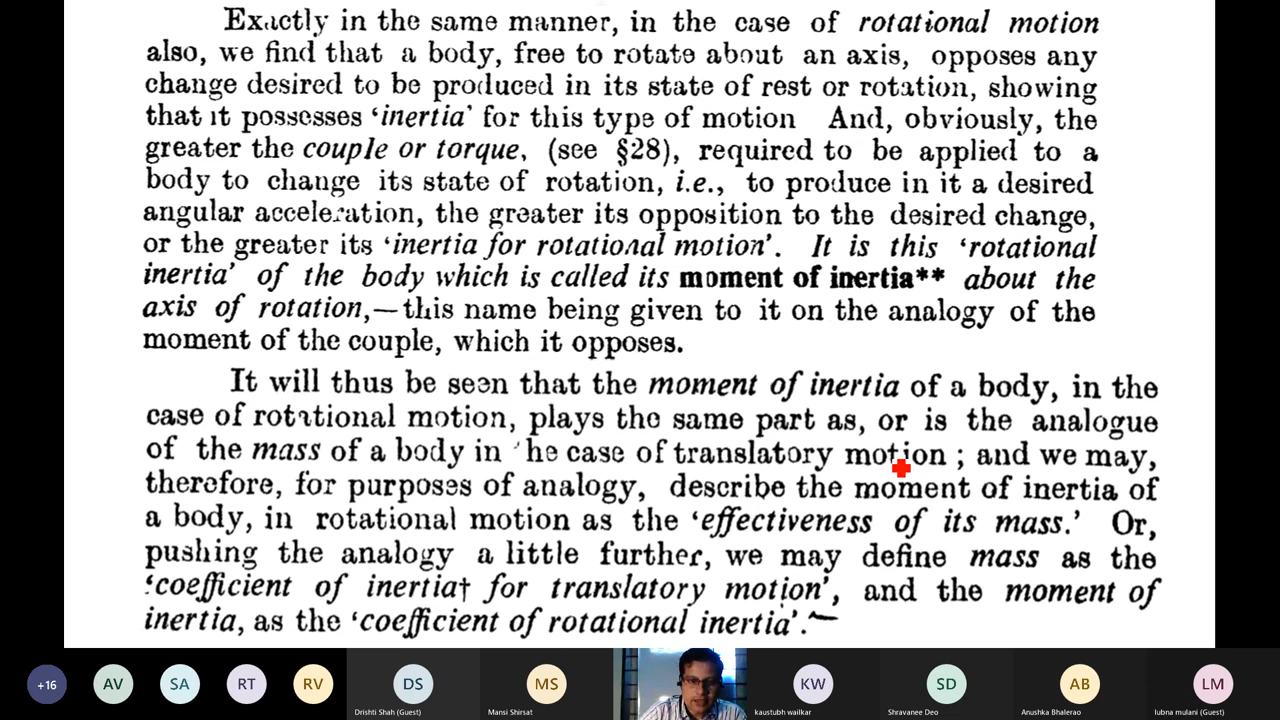 Exactly in the same manner, in the case of rotational motion
also, we find that a body, free to rotate about an axis, opposes any
change desired to be produced in its state of rest or rotation, showing
that it possesses ‘inertia’ for this type of motion And, obviously, the
greater the couple or torque, (see §28), required to be applied to a
body to change its state of rotation, i.e., to produce in it a desired
angular acceleration, the greater its opposition to the desired change,
or the greater its ‘inertia for rotational motion’. It is this ‘rotational
inertia’ of the body which is called its moment of inertia** about the
axis of rotation,—this name being given to it on the analogy of the
moment of the couple, which it opposes.
It will thus be seen that the moment of inertia of a body, in the
case of rotational motion, plays the same part as, or is the analogue
of the mass of a body in the case of translatory motion ; and we may,
therefore, for purposes of analogy, describe the moment of inertia of
a body, in rotational motion as the ‘effectiveness of its mass.’ Or,
pushing the analogy a little further, we may define mass as the
‘coefficient of inertia† for translatory motion’, and the moment of
inertia, as the ‘coefficient of rotational inertia’.—
+16 AV SA RT RV DS MS KW SD AB LM
Drishti Shah (Guest) Mansi Shirsat kaustubh wailkar Shravanee Deo Anushka Bhalerao lubna mulani (Guest)